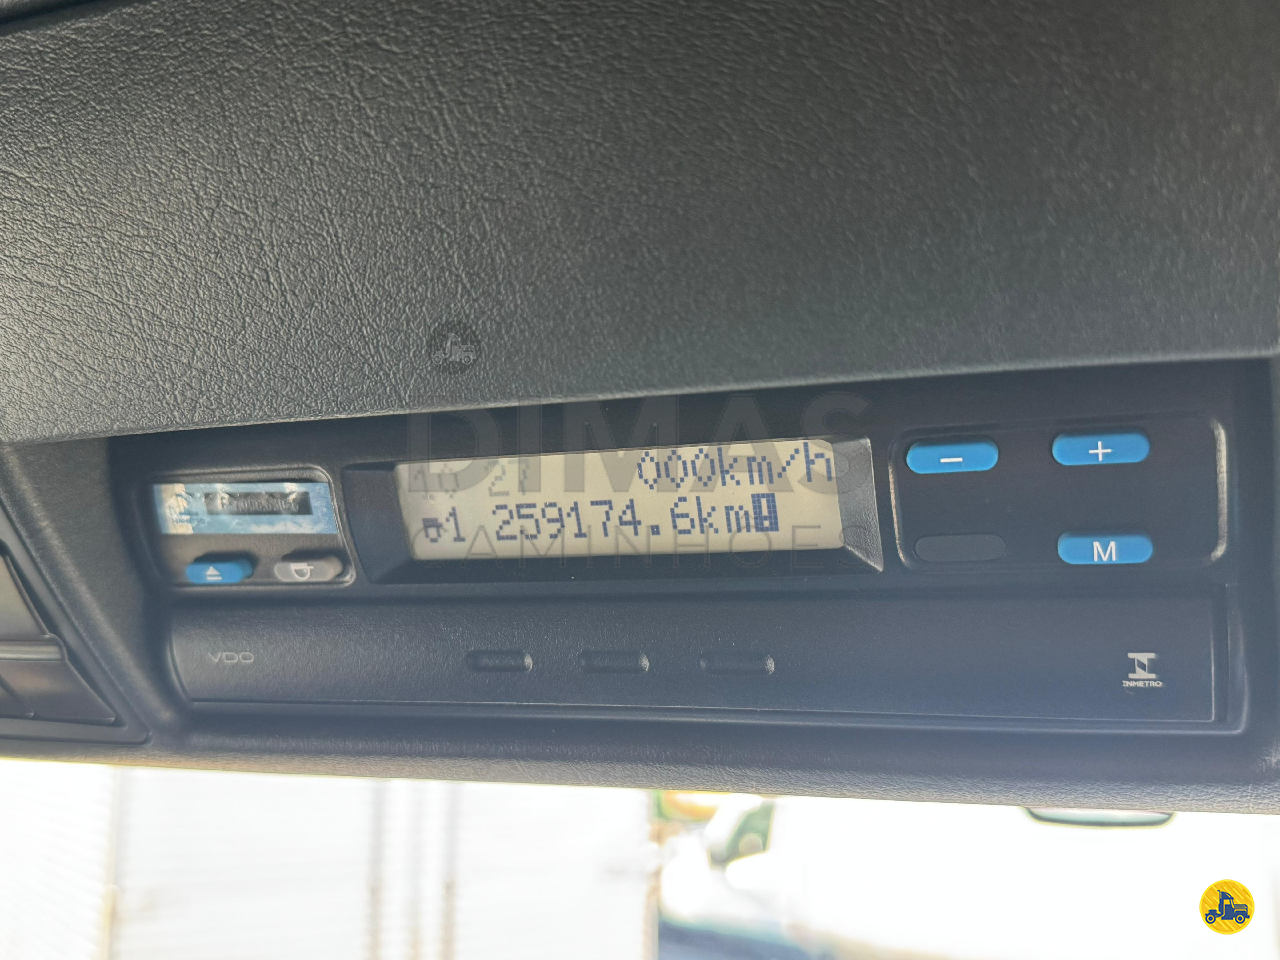 DIMAS
CAMINHÕES
000km/h
1 259174.6km
–
+
M
VDO
INMETRO